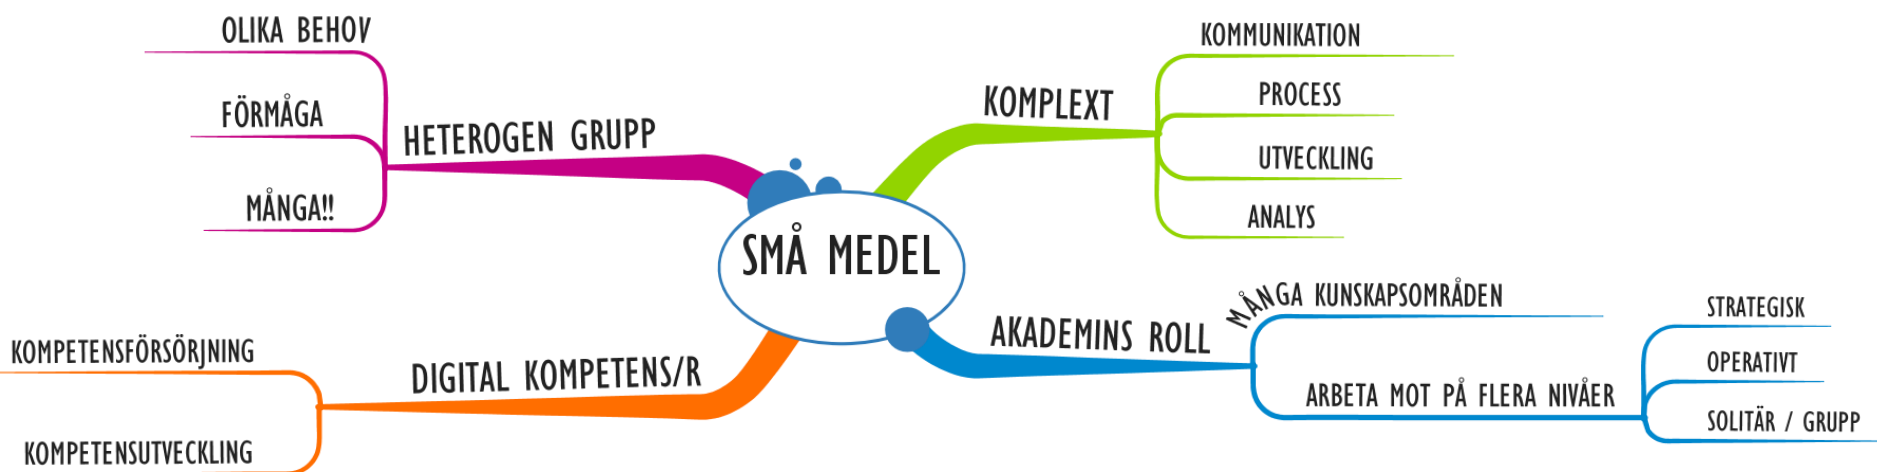 SMÅ MEDEL
HETEROGEN GRUPP
OLIKA BEHOV
FÖRMÅGA
MÅNGA!!
KOMPLEXT
KOMMUNIKATION
PROCESS
UTVECKLING
ANALYS
DIGITAL KOMPETENS/R
KOMPETENSFÖRSÖRJNING
KOMPETENSUTVECKLING
AKADEMINS ROLL
MÅNGA KUNSKAPSOMRÅDEN
ARBETA MOT PÅ FLERA NIVÅER
STRATEGISK
OPERATIVT
SOLITÄR / GRUPP